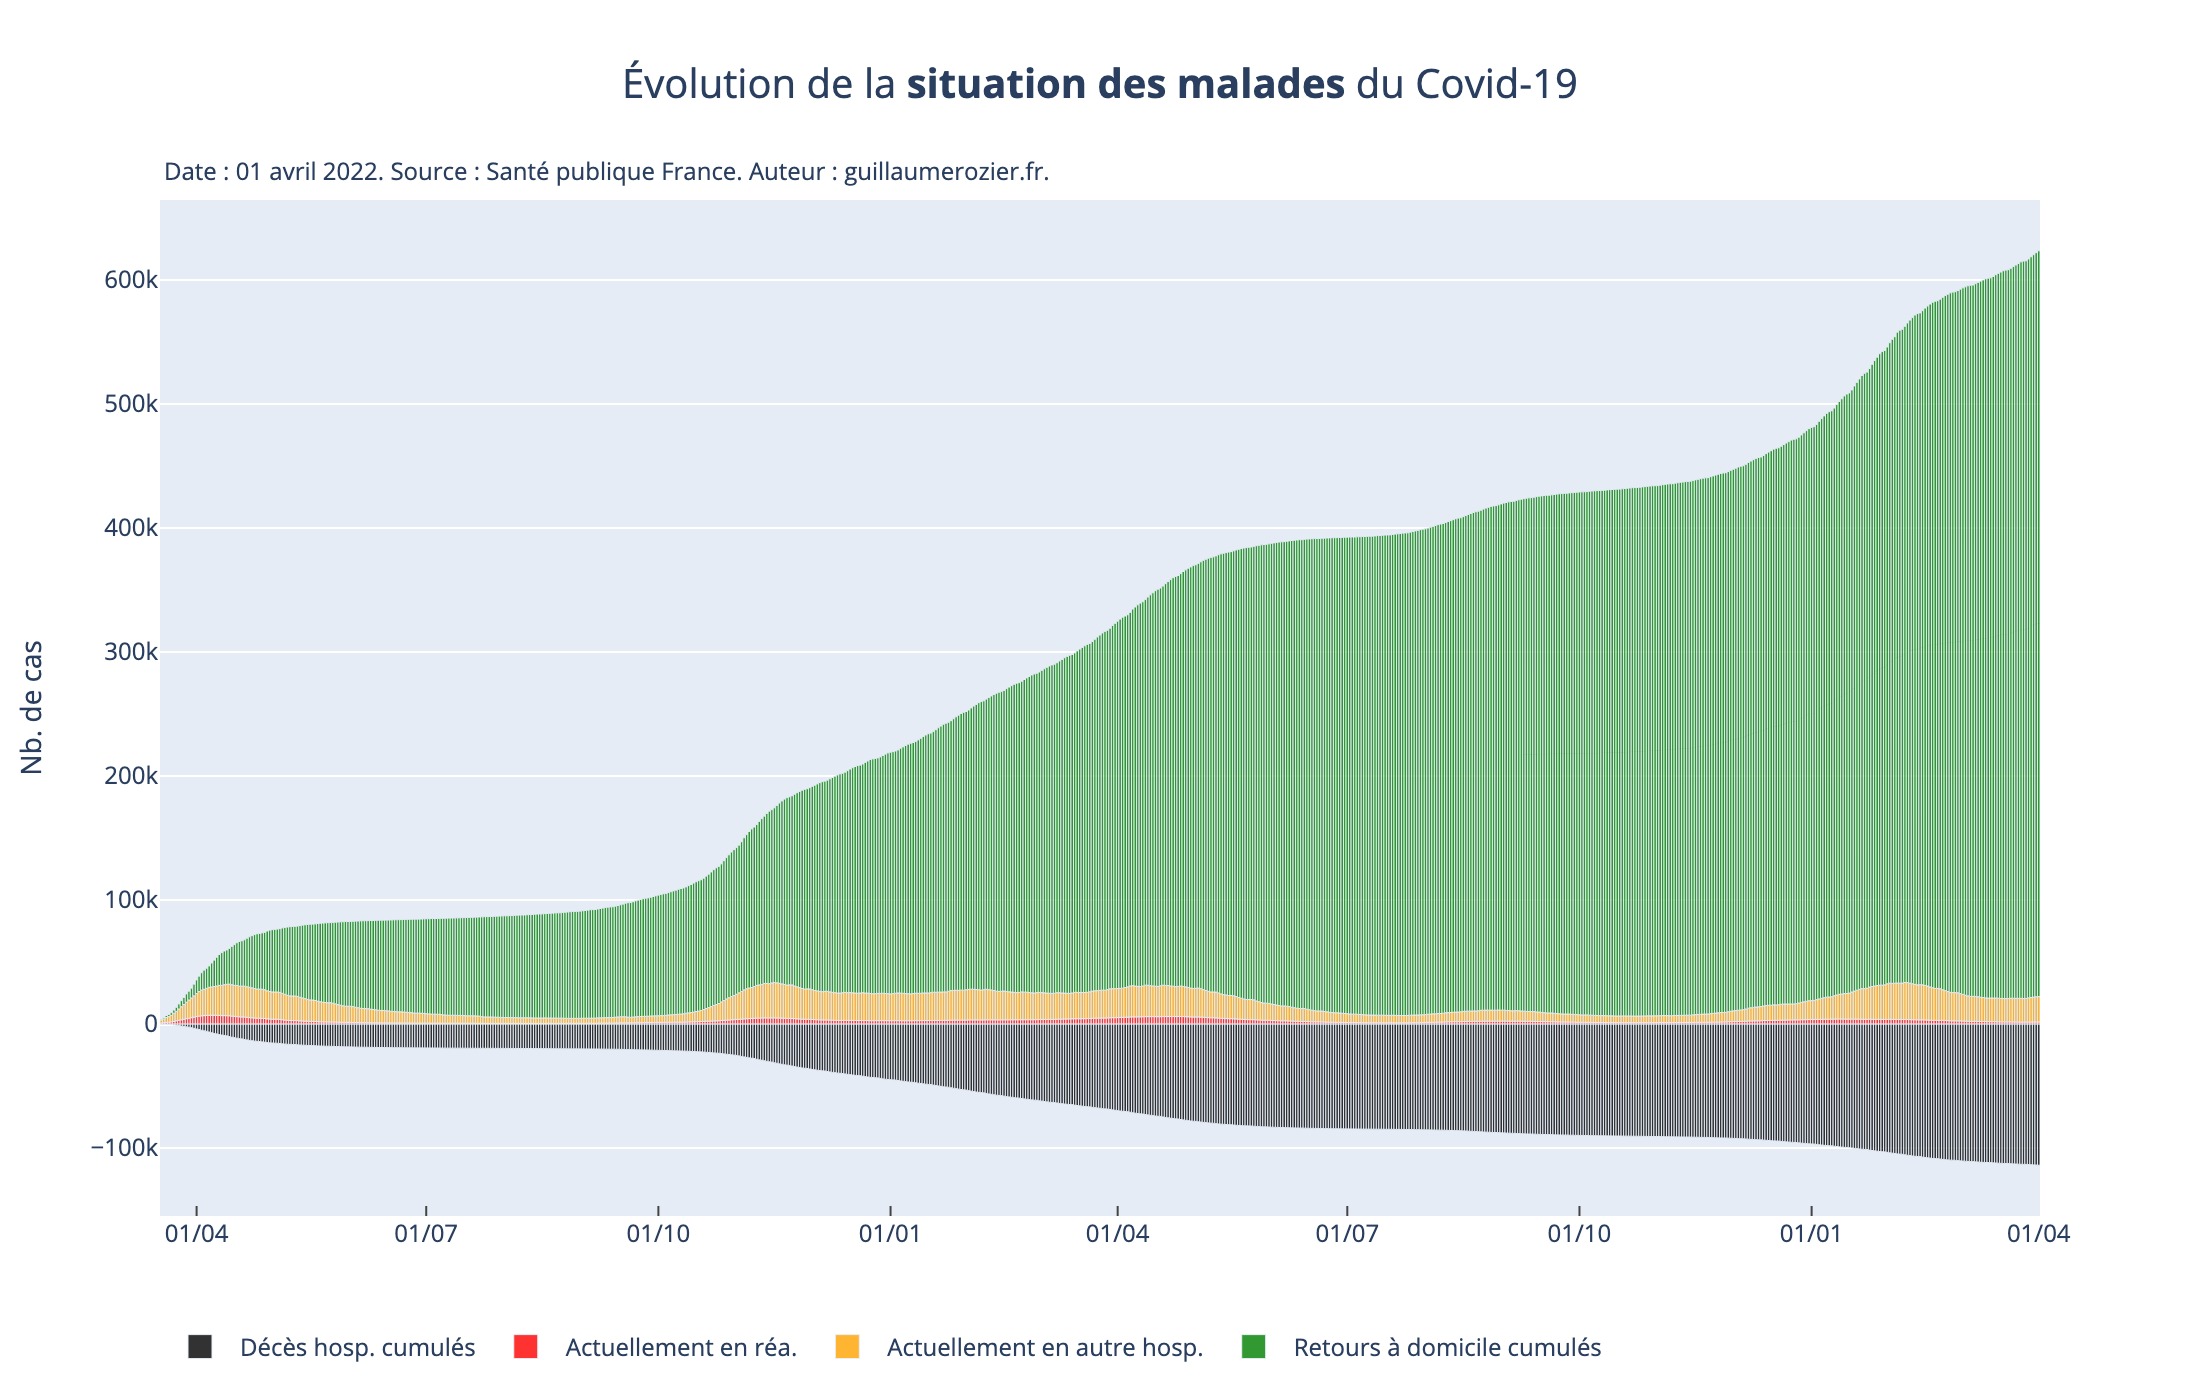 Évolution de la situation des malades du Covid-19
Date : 01 avril 2022. Source : Santé publique France. Auteur : guillaumerozier.fr.
Nb. de cas
600k
500k
400k
300k
200k
100k
0
−100k
01/04 01/07 01/10 01/01 01/04 01/07 01/10 01/01 01/04
Décès hosp. cumulés Actuellement en réa. Actuellement en autre hosp. Retours à domicile cumulés